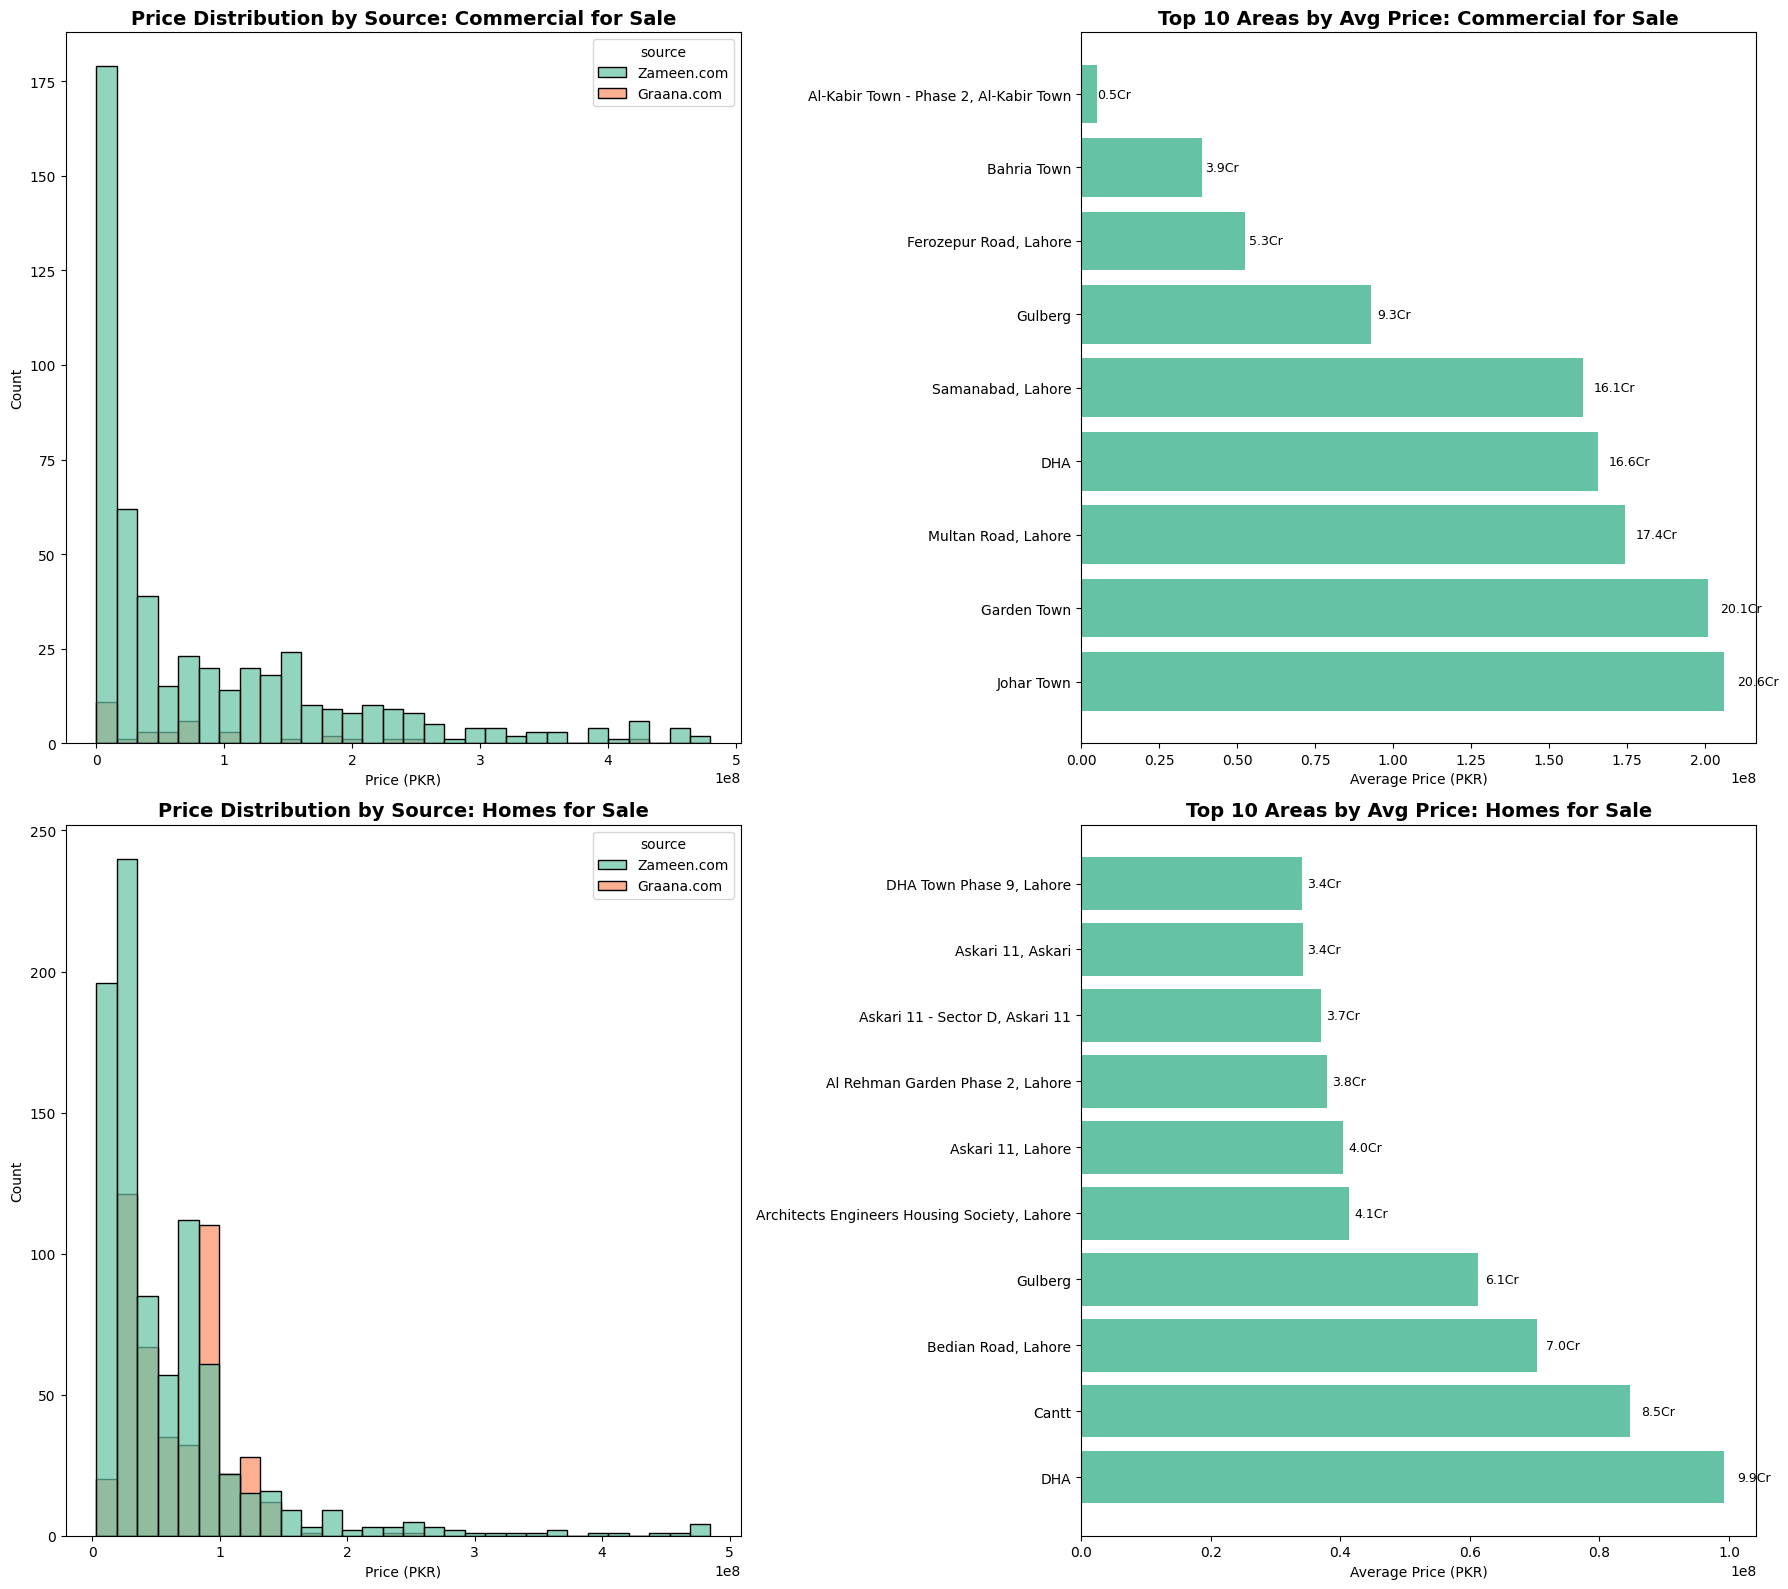 Price Distribution by Source: Commercial for Sale
source
Zameen.com
Graana.com
175
150
125
100
75
50
25
0
Count
0 1 2 3 4 5
1e8
Price (PKR)
Top 10 Areas by Avg Price: Commercial for Sale
Al-Kabir Town - Phase 2, Al-Kabir Town 0.5Cr
Bahria Town 3.9Cr
Ferozepur Road, Lahore 5.3Cr
Gulberg 9.3Cr
Samanabad, Lahore 16.1Cr
DHA 16.6Cr
Multan Road, Lahore 17.4Cr
Garden Town 20.1Cr
Johar Town 20.6Cr
0.00 0.25 0.50 0.75 1.00 1.25 1.50 1.75 2.00
1e8
Average Price (PKR)
Price Distribution by Source: Homes for Sale
source
Zameen.com
Graana.com
250
200
150
100
50
0
Count
0 1 2 3 4 5
1e8
Price (PKR)
Top 10 Areas by Avg Price: Homes for Sale
DHA Town Phase 9, Lahore 3.4Cr
Askari 11, Askari 3.4Cr
Askari 11 - Sector D, Askari 11 3.7Cr
Al Rehman Garden Phase 2, Lahore 3.8Cr
Askari 11, Lahore 4.0Cr
Architects Engineers Housing Society, Lahore 4.1Cr
Gulberg 6.1Cr
Bedian Road, Lahore 7.0Cr
Cantt 8.5Cr
DHA 9.9Cr
0.0 0.2 0.4 0.6 0.8 1.0
1e8
Average Price (PKR)